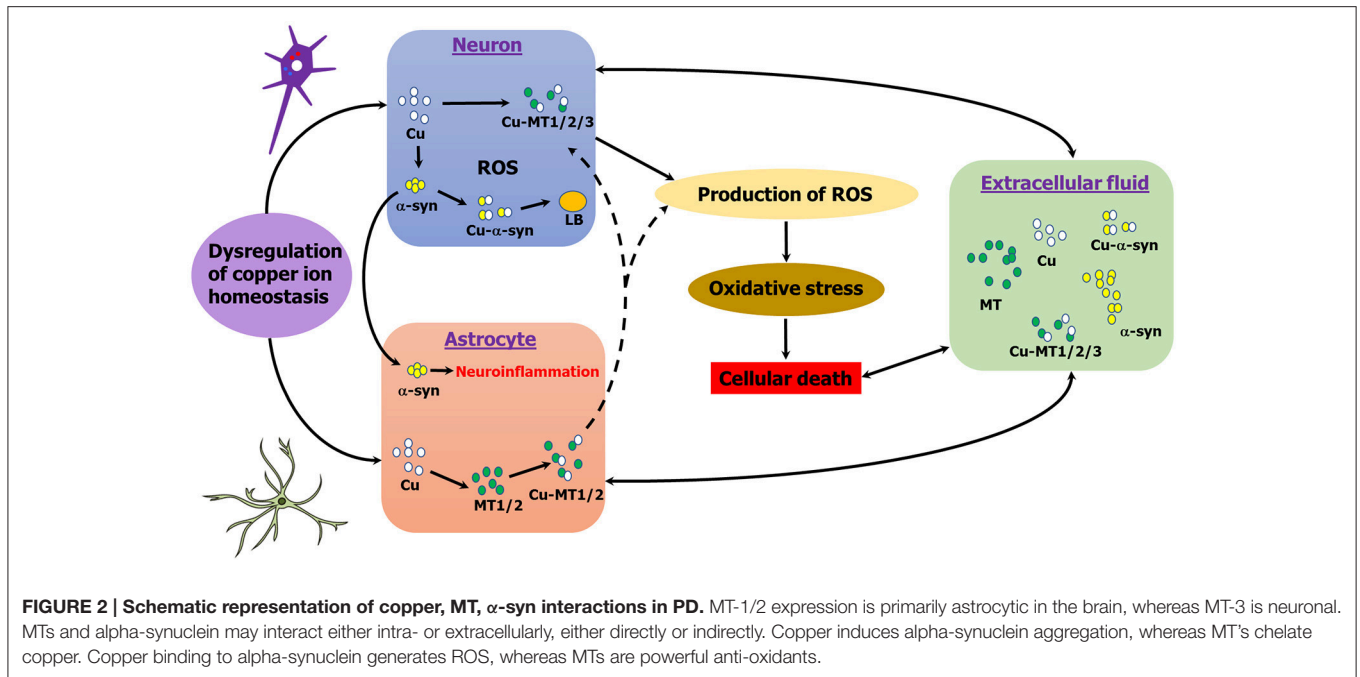 Neuron
Cu
Cu-MT1/2/3
ROS
α-syn
Cu-α-syn
LB
Dysregulation
of copper ion
homeostasis
Astrocyte
α-syn
Neuroinflammation
Cu
MT1/2
Cu-MT1/2
Production of ROS
Oxidative stress
Cellular death
Extracellular fluid
Cu
Cu-α-syn
MT
α-syn
Cu-MT1/2/3
FIGURE 2 | Schematic representation of copper, MT, α-syn interactions in PD. MT-1/2 expression is primarily astrocytic in the brain, whereas MT-3 is neuronal.
MTs and alpha-synuclein may interact either intra- or extracellularly, either directly or indirectly. Copper induces alpha-synuclein aggregation, whereas MT's chelate
copper. Copper binding to alpha-synuclein generates ROS, whereas MTs are powerful anti-oxidants.